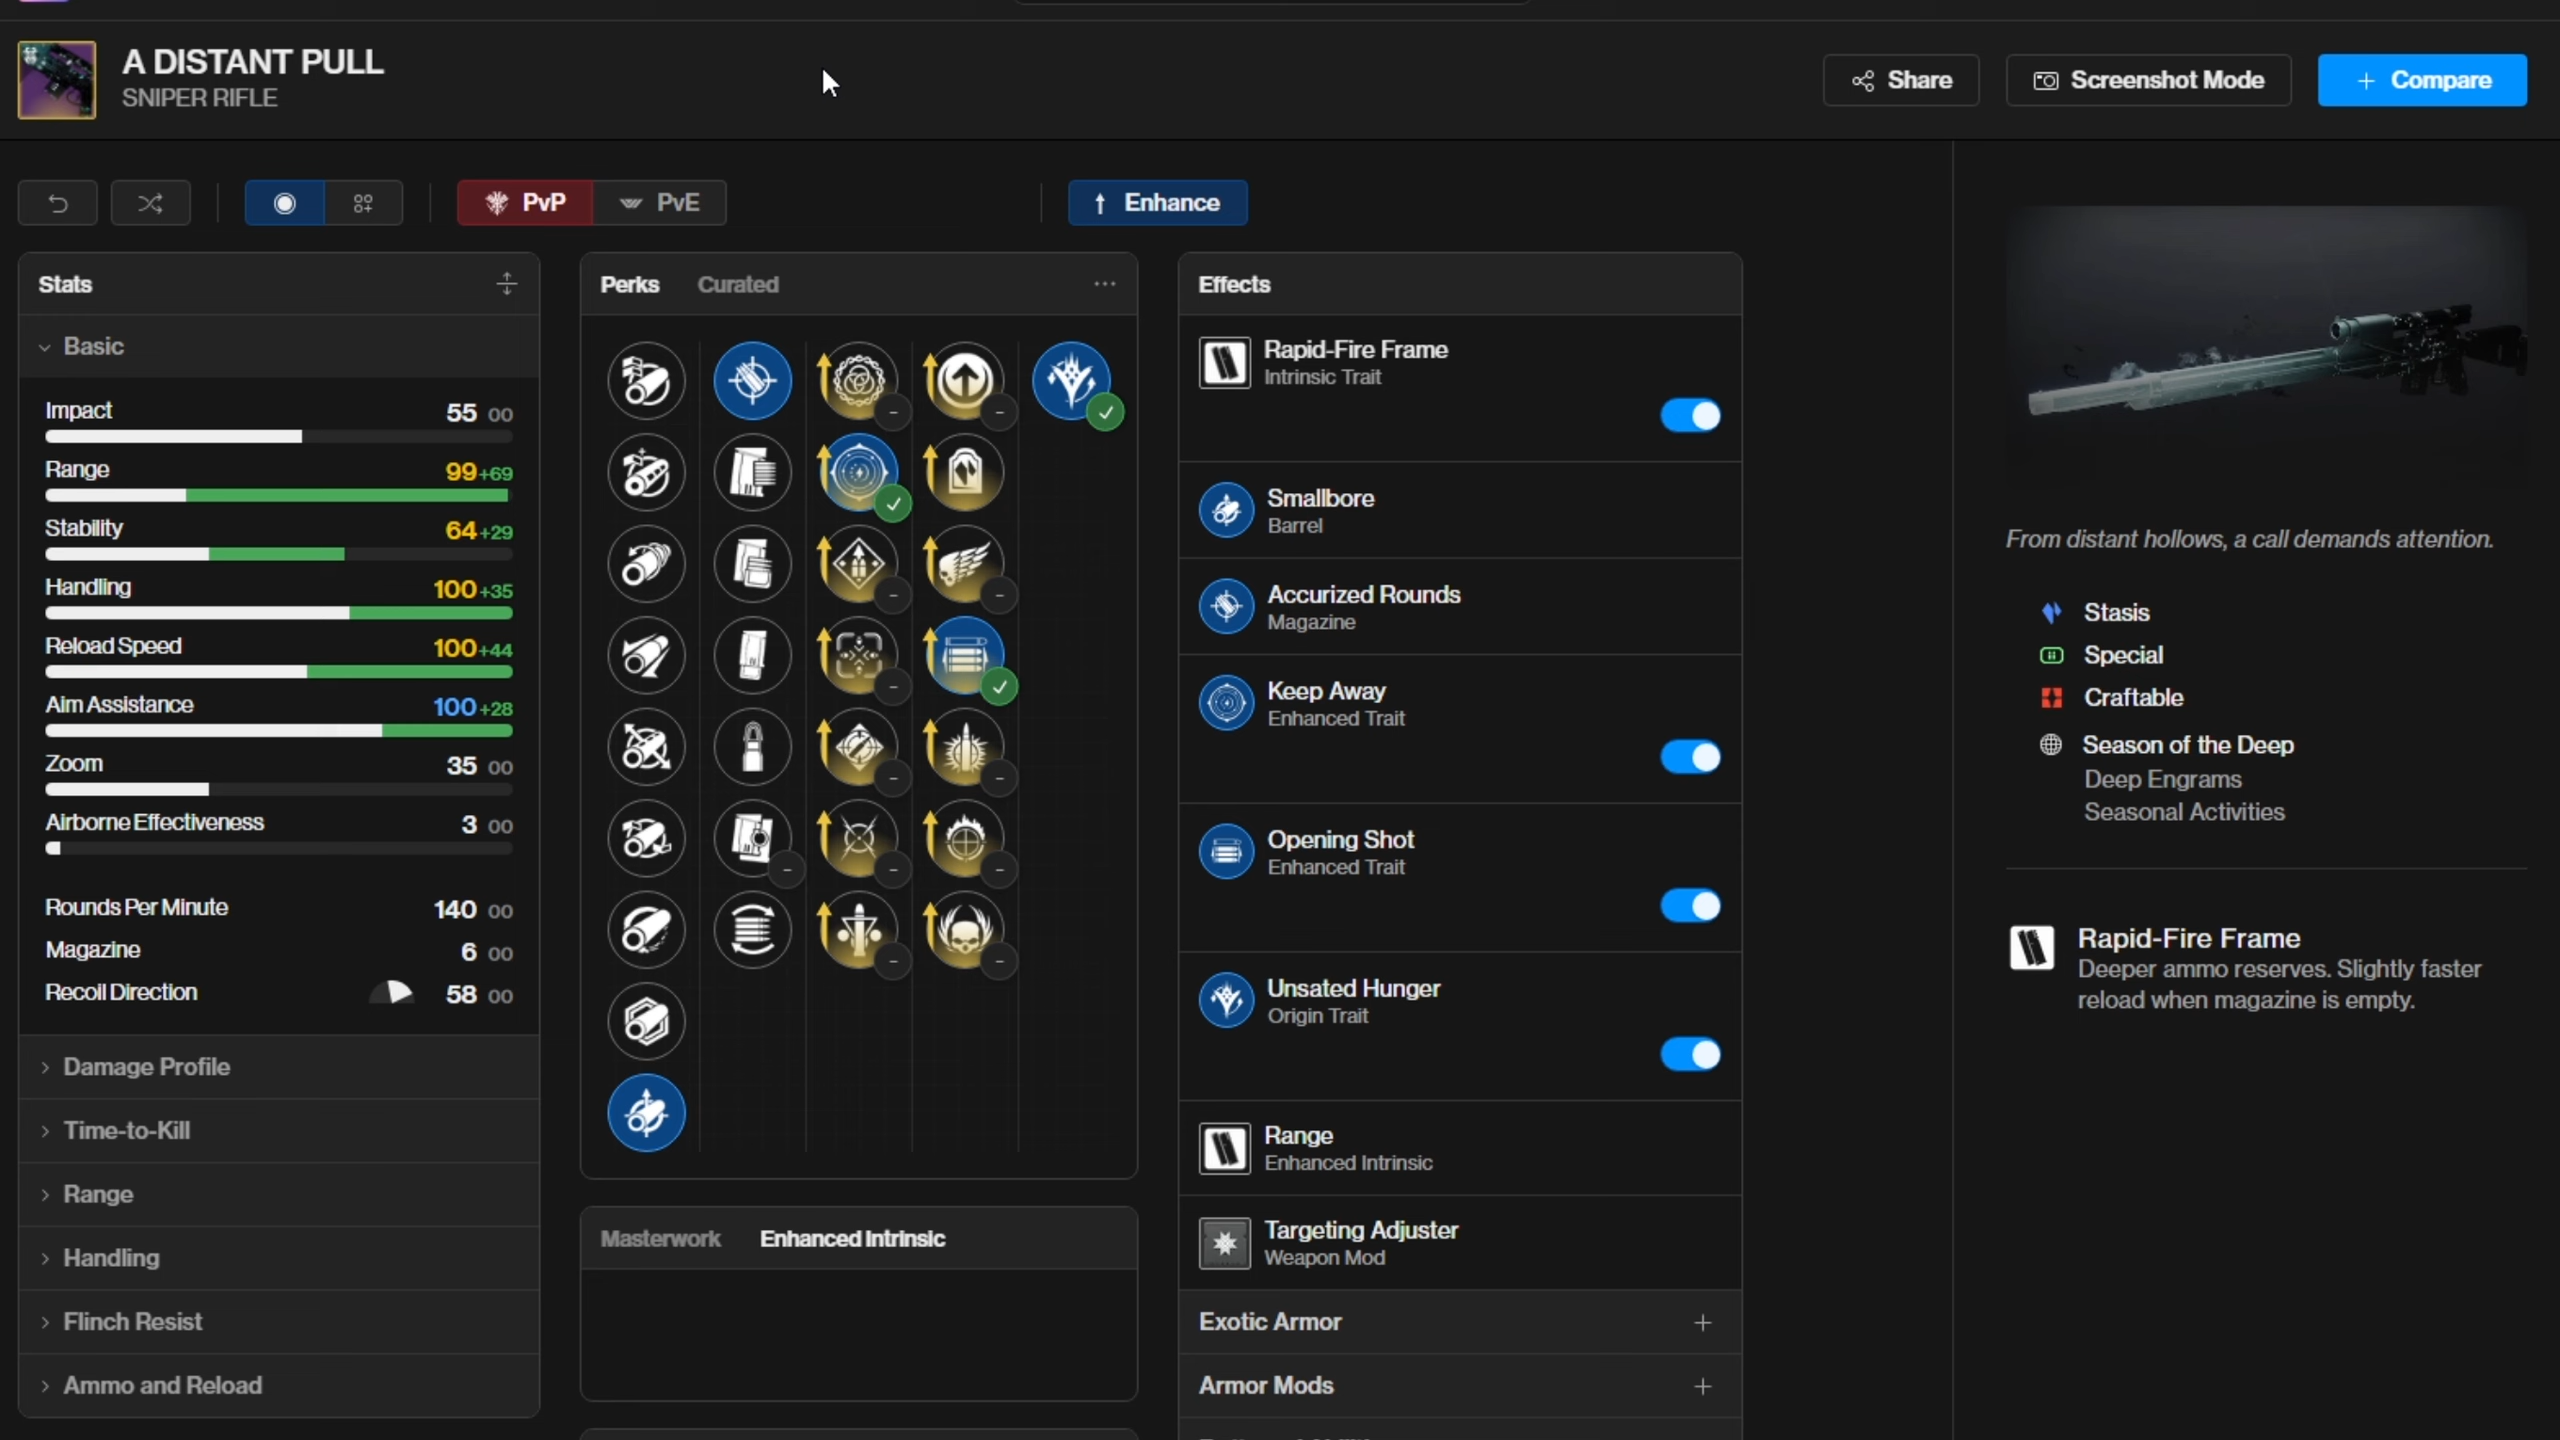 A DISTANT PULL
SNIPER RIFLE
Share
Screenshot Mode
+ Compare
PvP
PvE
Enhance
Stats
Basic
Impact 55 00
Range 99 +69
Stability 64 +29
Handling 100 +35
Reload Speed 100 +44
Aim Assistance 100 +28
Zoom 35 00
Airborne Effectiveness 3 00
Rounds Per Minute 140 00
Magazine 6 00
Recoil Direction 58 00
Damage Profile
Time-to-Kill
Range
Handling
Flinch Resist
Ammo and Reload
Perks Curated ...
Masterwork Enhanced Intrinsic
Effects
Rapid-Fire Frame
Intrinsic Trait
Smallbore
Barrel
Accurized Rounds
Magazine
Keep Away
Enhanced Trait
Opening Shot
Enhanced Trait
Unsated Hunger
Origin Trait
Range
Enhanced Intrinsic
Targeting Adjuster
Weapon Mod
Exotic Armor +
Armor Mods +
From distant hollows, a call demands attention.
Stasis
Special
Craftable
Season of the Deep
Deep Engrams
Seasonal Activities
Rapid-Fire Frame
Deeper ammo reserves. Slightly faster
reload when magazine is empty.